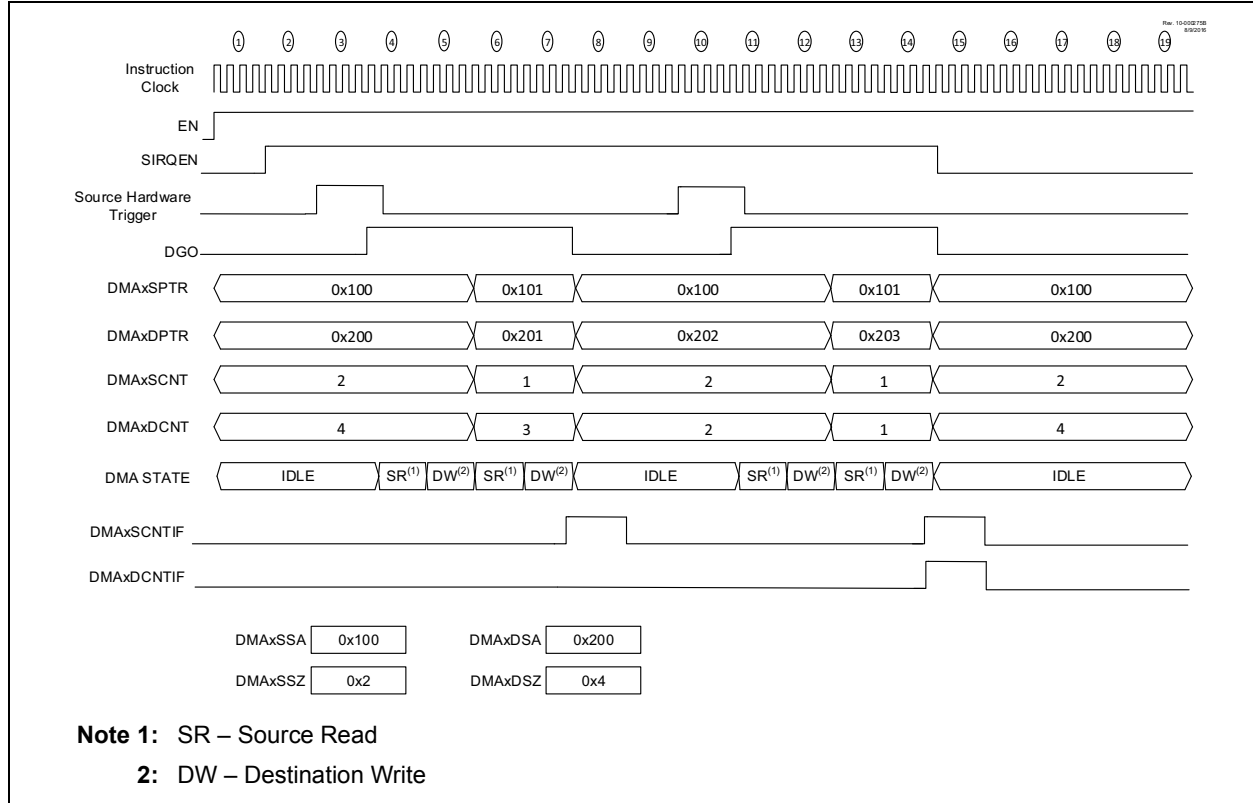 Rev. 10-000275B
8/9/2016
1 2 3 4 5 6 7 8 9 10 11 12 13 14 15 16 17 18 19
Instruction
Clock
EN
SIRQEN
Source Hardware
Trigger
DGO
DMAxSPTR 0x100 0x101 0x100 0x101 0x100
DMAxDPTR 0x200 0x201 0x202 0x203 0x200
DMAxSCNT 2 1 2 1 2
DMAxDCNT 4 3 2 1 4
DMA STATE IDLE SR(1) DW(2) SR(1) DW(2) IDLE SR(1) DW(2) SR(1) DW(2) IDLE
DMAxSCNTIF
DMAxDCNTIF
DMAxSSA 0x100 DMAxDSA 0x200
DMAxSSZ 0x2 DMAxDSZ 0x4
Note 1: SR – Source Read
2: DW – Destination Write